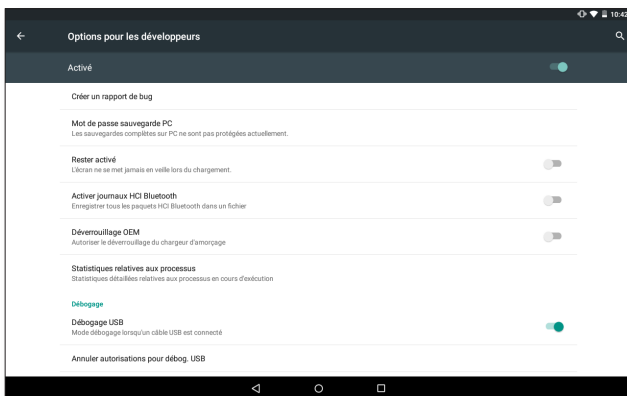 10:42
Options pour les développeurs
Activé
Créer un rapport de bug
Mot de passe sauvegarde PC
Les sauvegardes complètes sur PC ne sont pas protégées actuellement.
Rester activé
L'écran ne se met jamais en veille lors du chargement.
Activer journaux HCI Bluetooth
Enregistrer tous les paquets HCI Bluetooth dans un fichier
Déverrouillage OEM
Autoriser le déverrouillage du chargeur d'amorçage
Statistiques relatives aux processus
Statistiques détaillées relatives aux processus en cours d'exécution
Débogage
Débogage USB
Mode débogage lorsqu'un câble USB est connecté
Annuler autorisations pour débog. USB